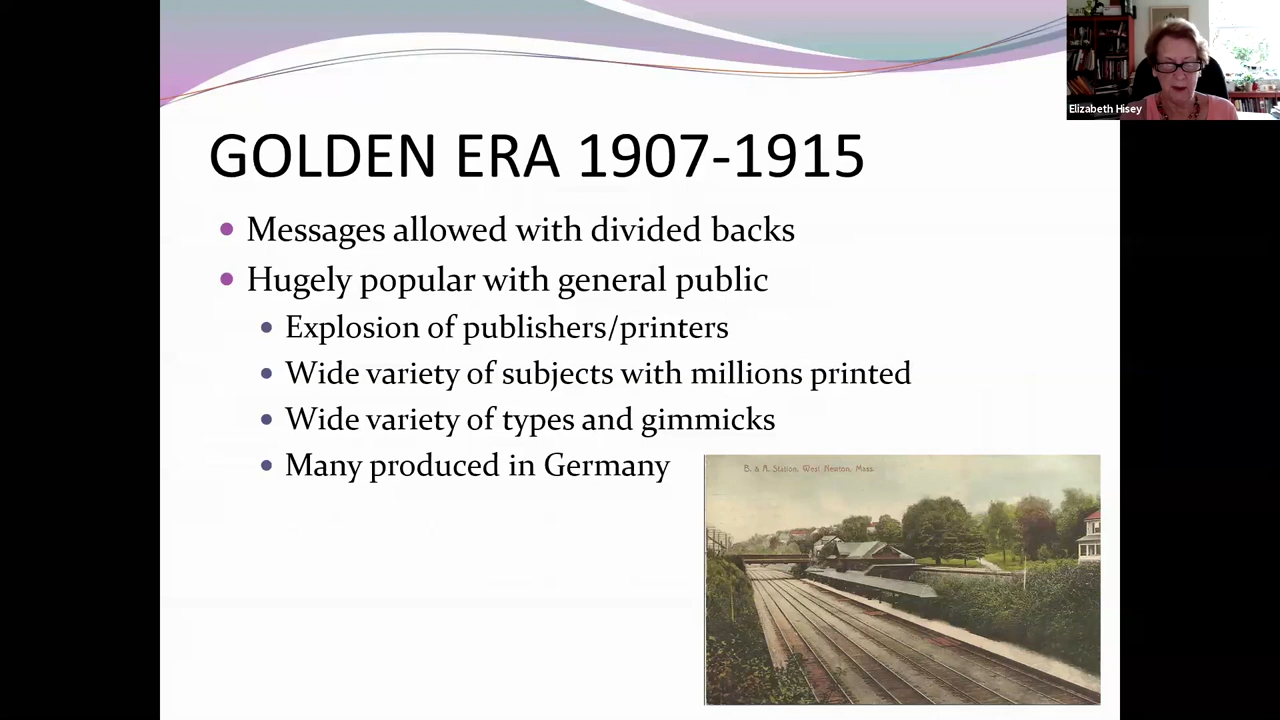 Elizabeth Hisey
GOLDEN ERA 1907-1915
Messages allowed with divided backs
Hugely popular with general public
Explosion of publishers/printers
Wide variety of subjects with millions printed
Wide variety of types and gimmicks
Many produced in Germany
B. & A. Station, West Newton, Mass.